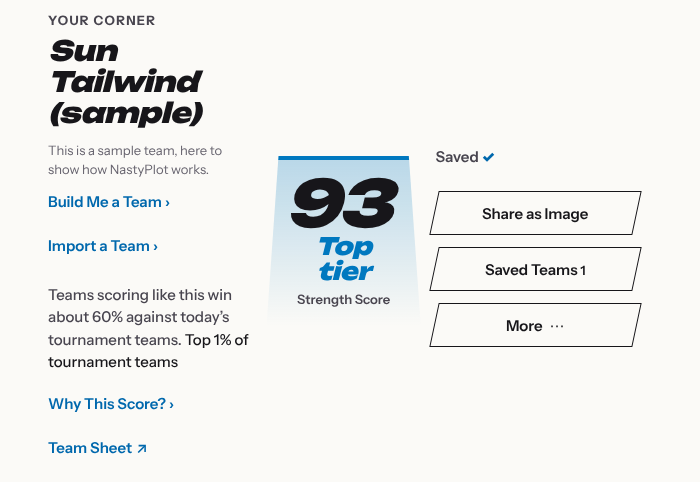 YOUR CORNER
Sun
Tailwind
(sample)
This is a sample team, here to
show how NastyPlot works.
Build Me a Team ›
Import a Team ›
Teams scoring like this win
about 60% against today’s
tournament teams. Top 1% of
tournament teams
Why This Score? ›
Team Sheet ↗
93
Top
tier
Strength Score
Saved ✓
Share as Image
Saved Teams 1
More ···